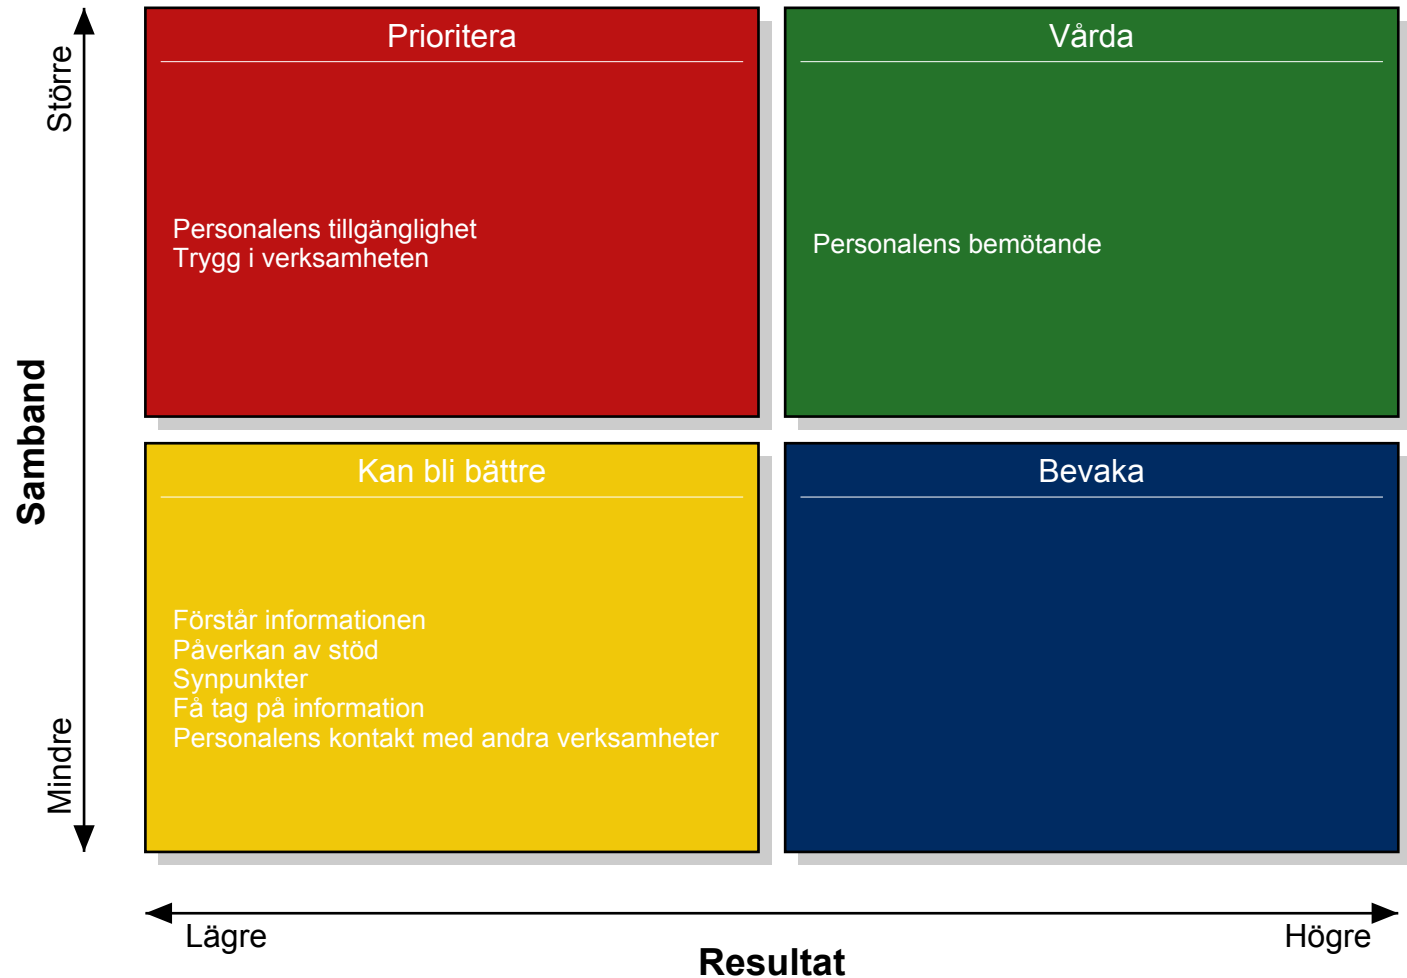 Större
Samband
Mindre
Prioritera
Personalens tillgänglighet
Trygg i verksamheten
Vårda
Personalens bemötande
Kan bli bättre
Förstår informationen
Påverkan av stöd
Synpunkter
Få tag på information
Personalens kontakt med andra verksamheter
Bevaka
Lägre
Resultat
Högre